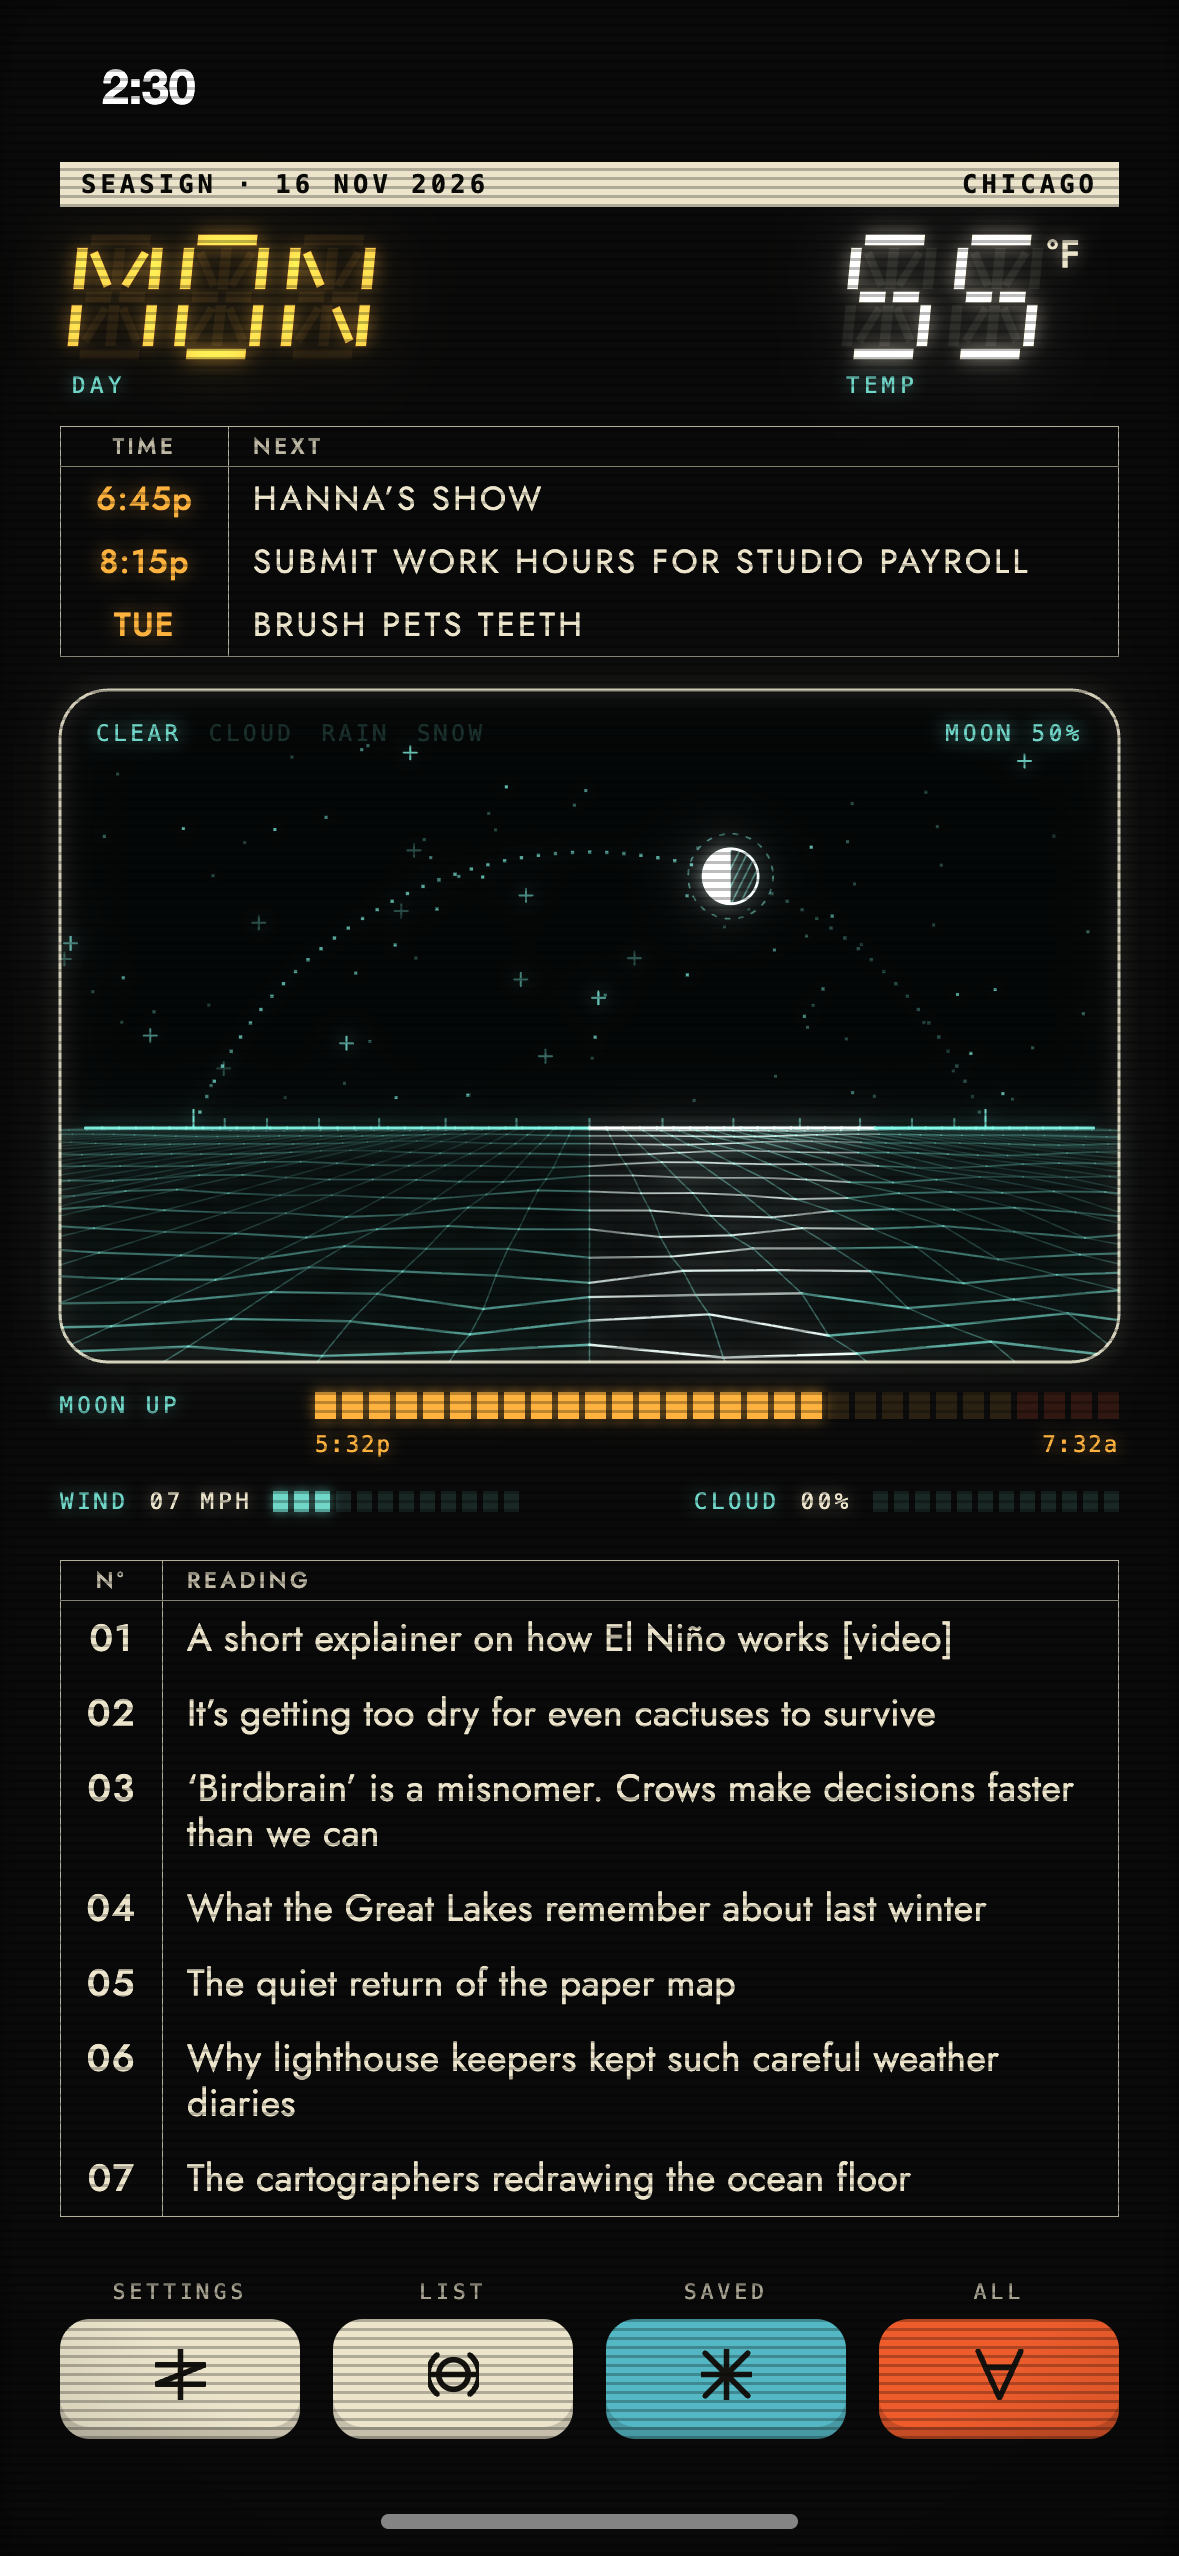 2:30
SEASIGN · 16 NOV 2026 CHICAGO
MON 55 °F
DAY TEMP
TIME NEXT
6:45p HANNA’S SHOW
8:15p SUBMIT WORK HOURS FOR STUDIO PAYROLL
TUE BRUSH PETS TEETH
CLEAR CLOUD RAIN SNOW MOON 50%
MOON UP
5:32p 7:32a
WIND 07 MPH CLOUD 00%
N° READING
01 A short explainer on how El Niño works [video]
02 It’s getting too dry for even cactuses to survive
03 ‘Birdbrain’ is a misnomer. Crows make decisions faster
than we can
04 What the Great Lakes remember about last winter
05 The quiet return of the paper map
06 Why lighthouse keepers kept such careful weather
diaries
07 The cartographers redrawing the ocean floor
SETTINGS LIST SAVED ALL